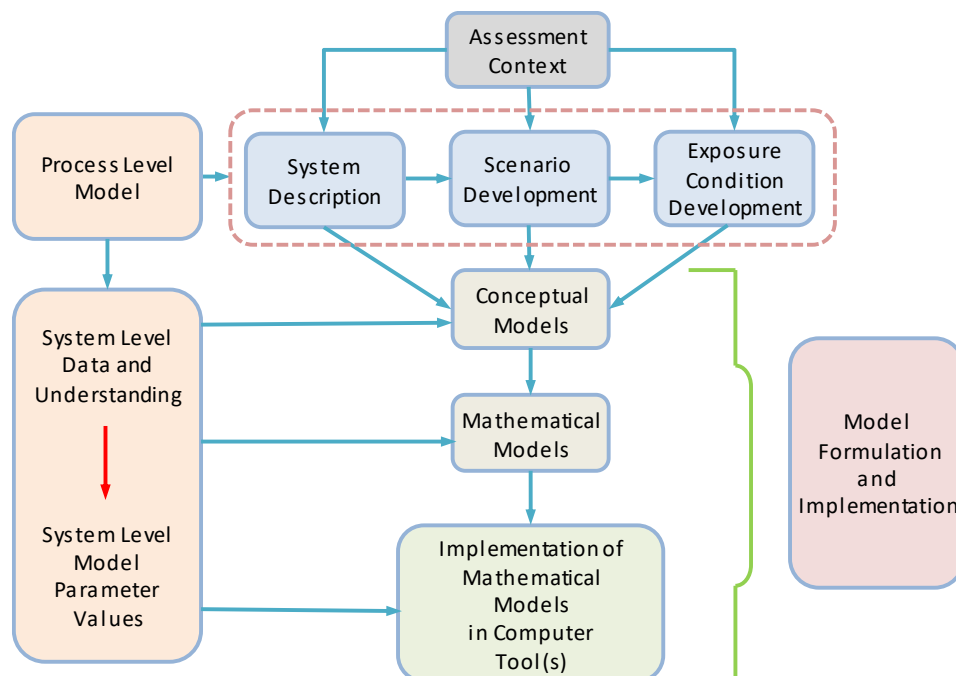 Assessment
Context
Process Level
Model
System
Description
Scenario
Development
Exposure
Condition
Development
Conceptual
Models
System Level
Data and
Understanding
Mathematical
Models
Model
Formulation
and
Implementation
System Level
Model
Parameter
Values
Implementation of
Mathematical
Models
in Computer
Tool(s)